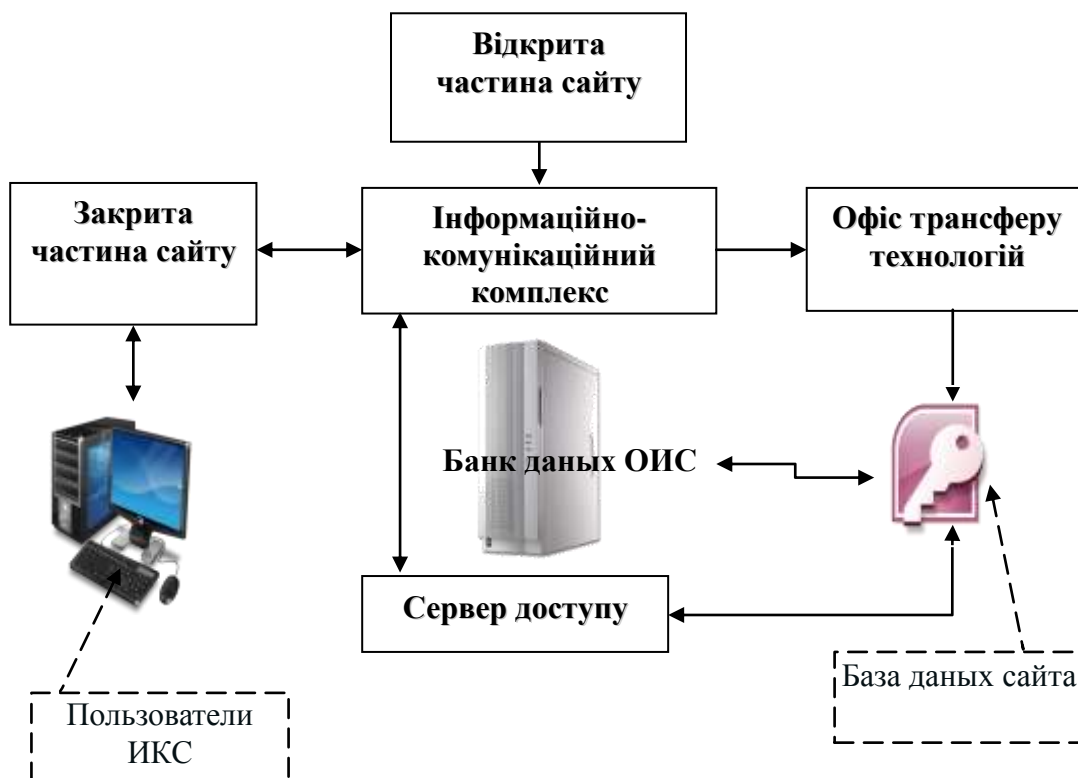 Відкрита
частина сайту
Закрита
частина сайту
Інформаційно-
комунікаційний
комплекс
Офіс трансферу
технологій
Банк даных ОИС
Сервер доступу
База даных сайта
Пользователи
ИКС